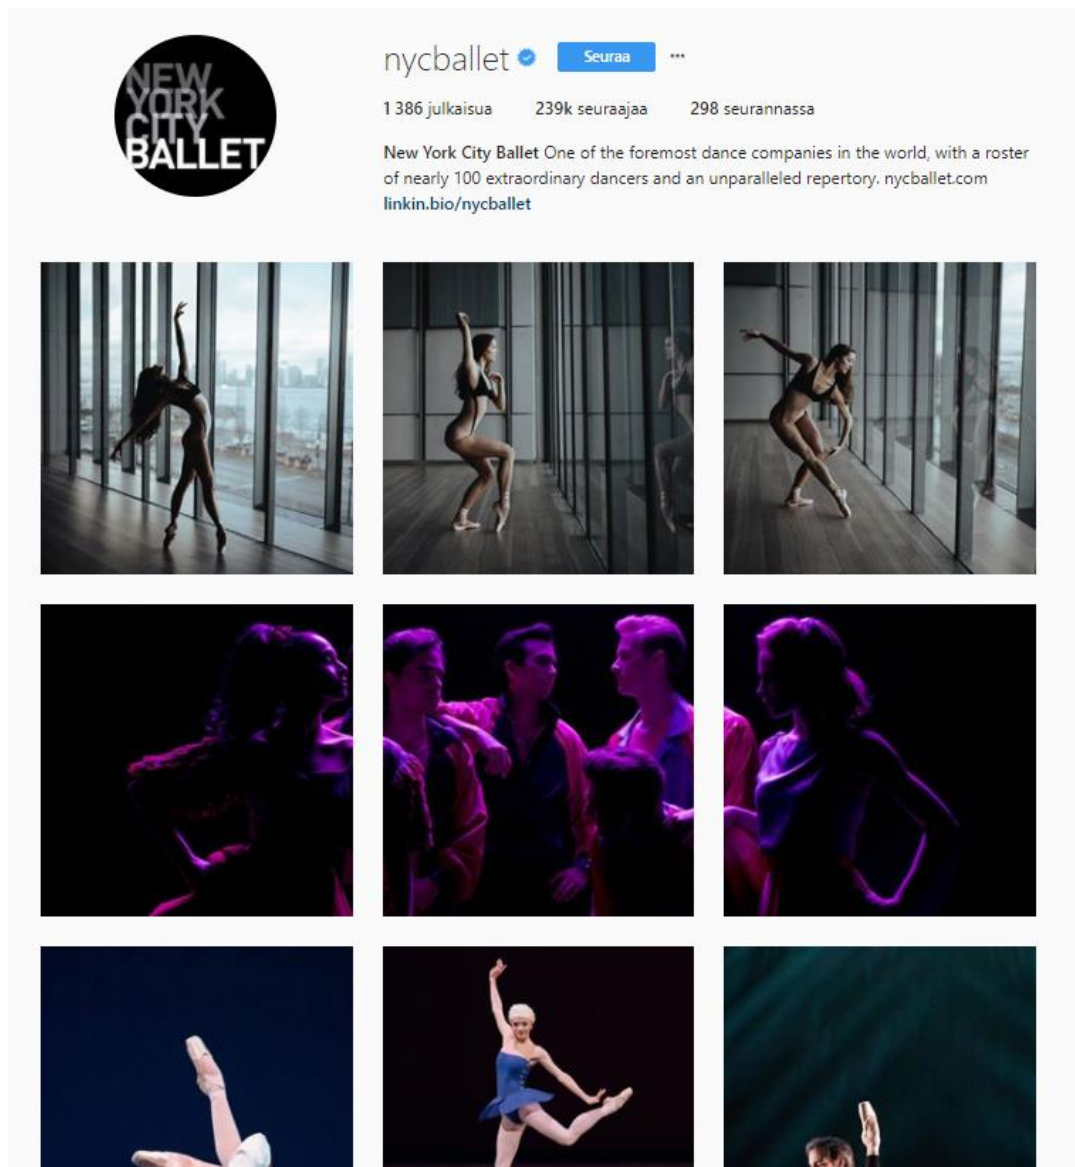 NEW
YORK
CITY
BALLET
nycballet
Seuraa
1 386 julkaisua 239k seuraajaa 298 seurannassa
New York City Ballet One of the foremost dance companies in the world, with a roster
of nearly 100 extraordinary dancers and an unparalleled repertory. nycballet.com
linkin.bio/nycballet